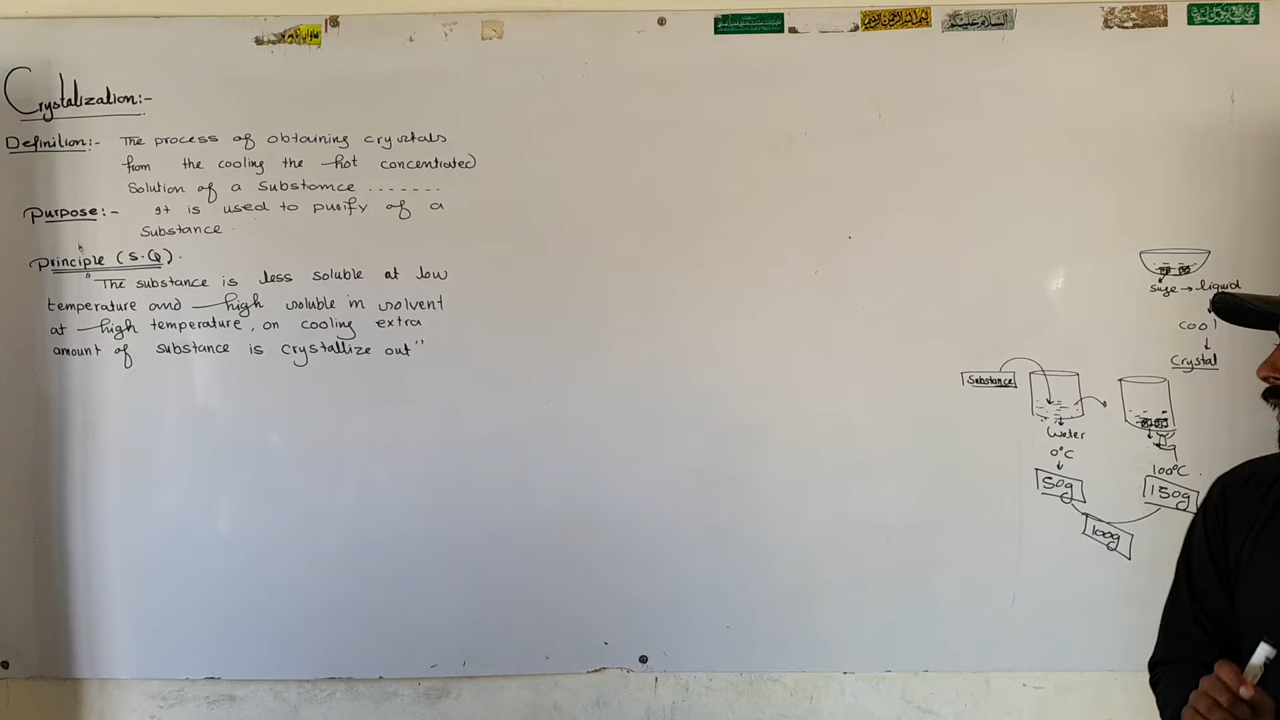 السلام علیکم
Crystalization:-
Definition:- The process of obtaining crystals
from the cooling the hot concentrated
Solution of a Substance .......
Purpose:- It is used to purify of a
Substance.
Principle (S.Q).
"The substance is less soluble at low
temperature and high soluble in solvent
at high temperature, on cooling extra
amount of substance is crystallize out"
→ liquid
cool
↓
Crystal
Substance
Water
0°C
↓
50g
100°C
150g
100g